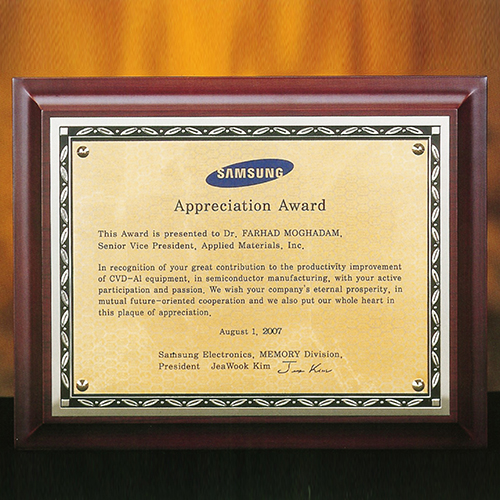 SAMSUNG
Appreciation Award
This Award is presented to Dr. FARHAD MOGHADAM,
Senior Vice President, Applied Materials, Inc.
In recognition of your great contribution to the productivity improvement
of CVD-Al equipment, in semiconductor manufacturing, with your active
participation and passion. We wish your company's eternal prosperity, in
mutual future-oriented cooperation and we also put our whole heart in
this plaque of appreciation.
August 1, 2007
Samsung Electronics, MEMORY Division,
President JeaWook Kim Jea Kim